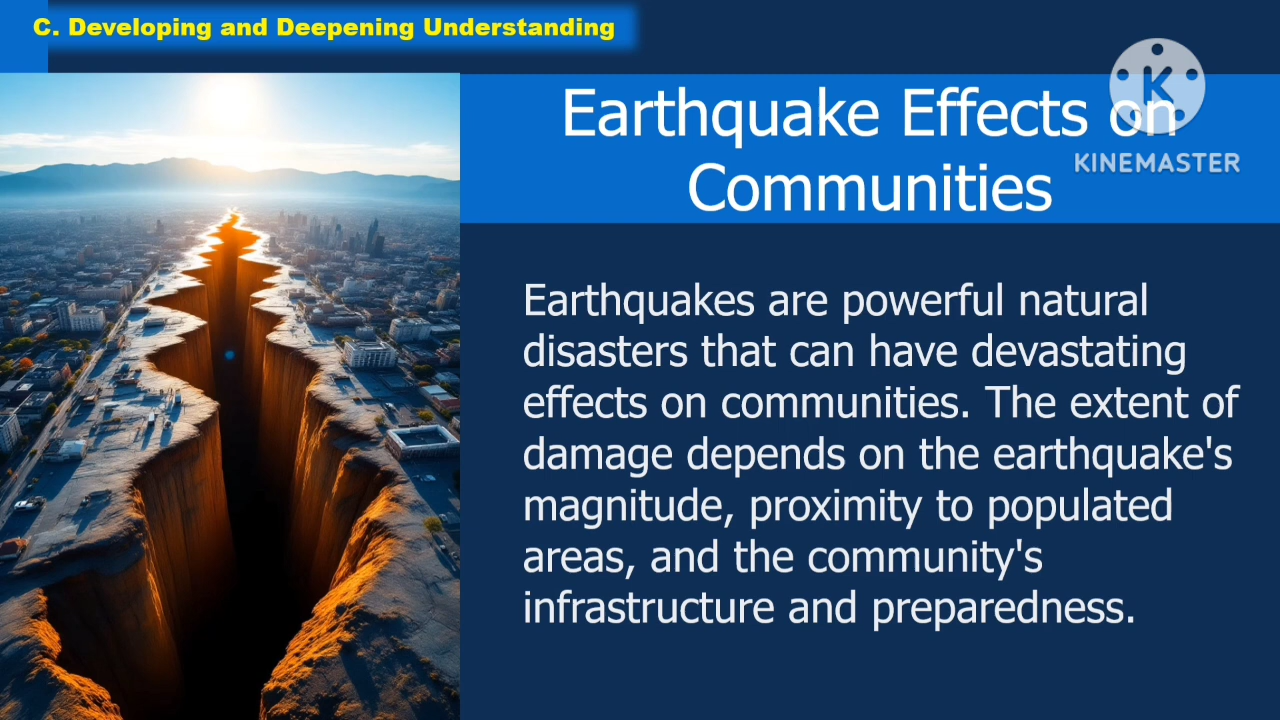 C. Developing and Deepening Understanding
Earthquake Effects on
Communities
KINEMASTER
Earthquakes are powerful natural
disasters that can have devastating
effects on communities. The extent of
damage depends on the earthquake's
magnitude, proximity to populated
areas, and the community's
infrastructure and preparedness.